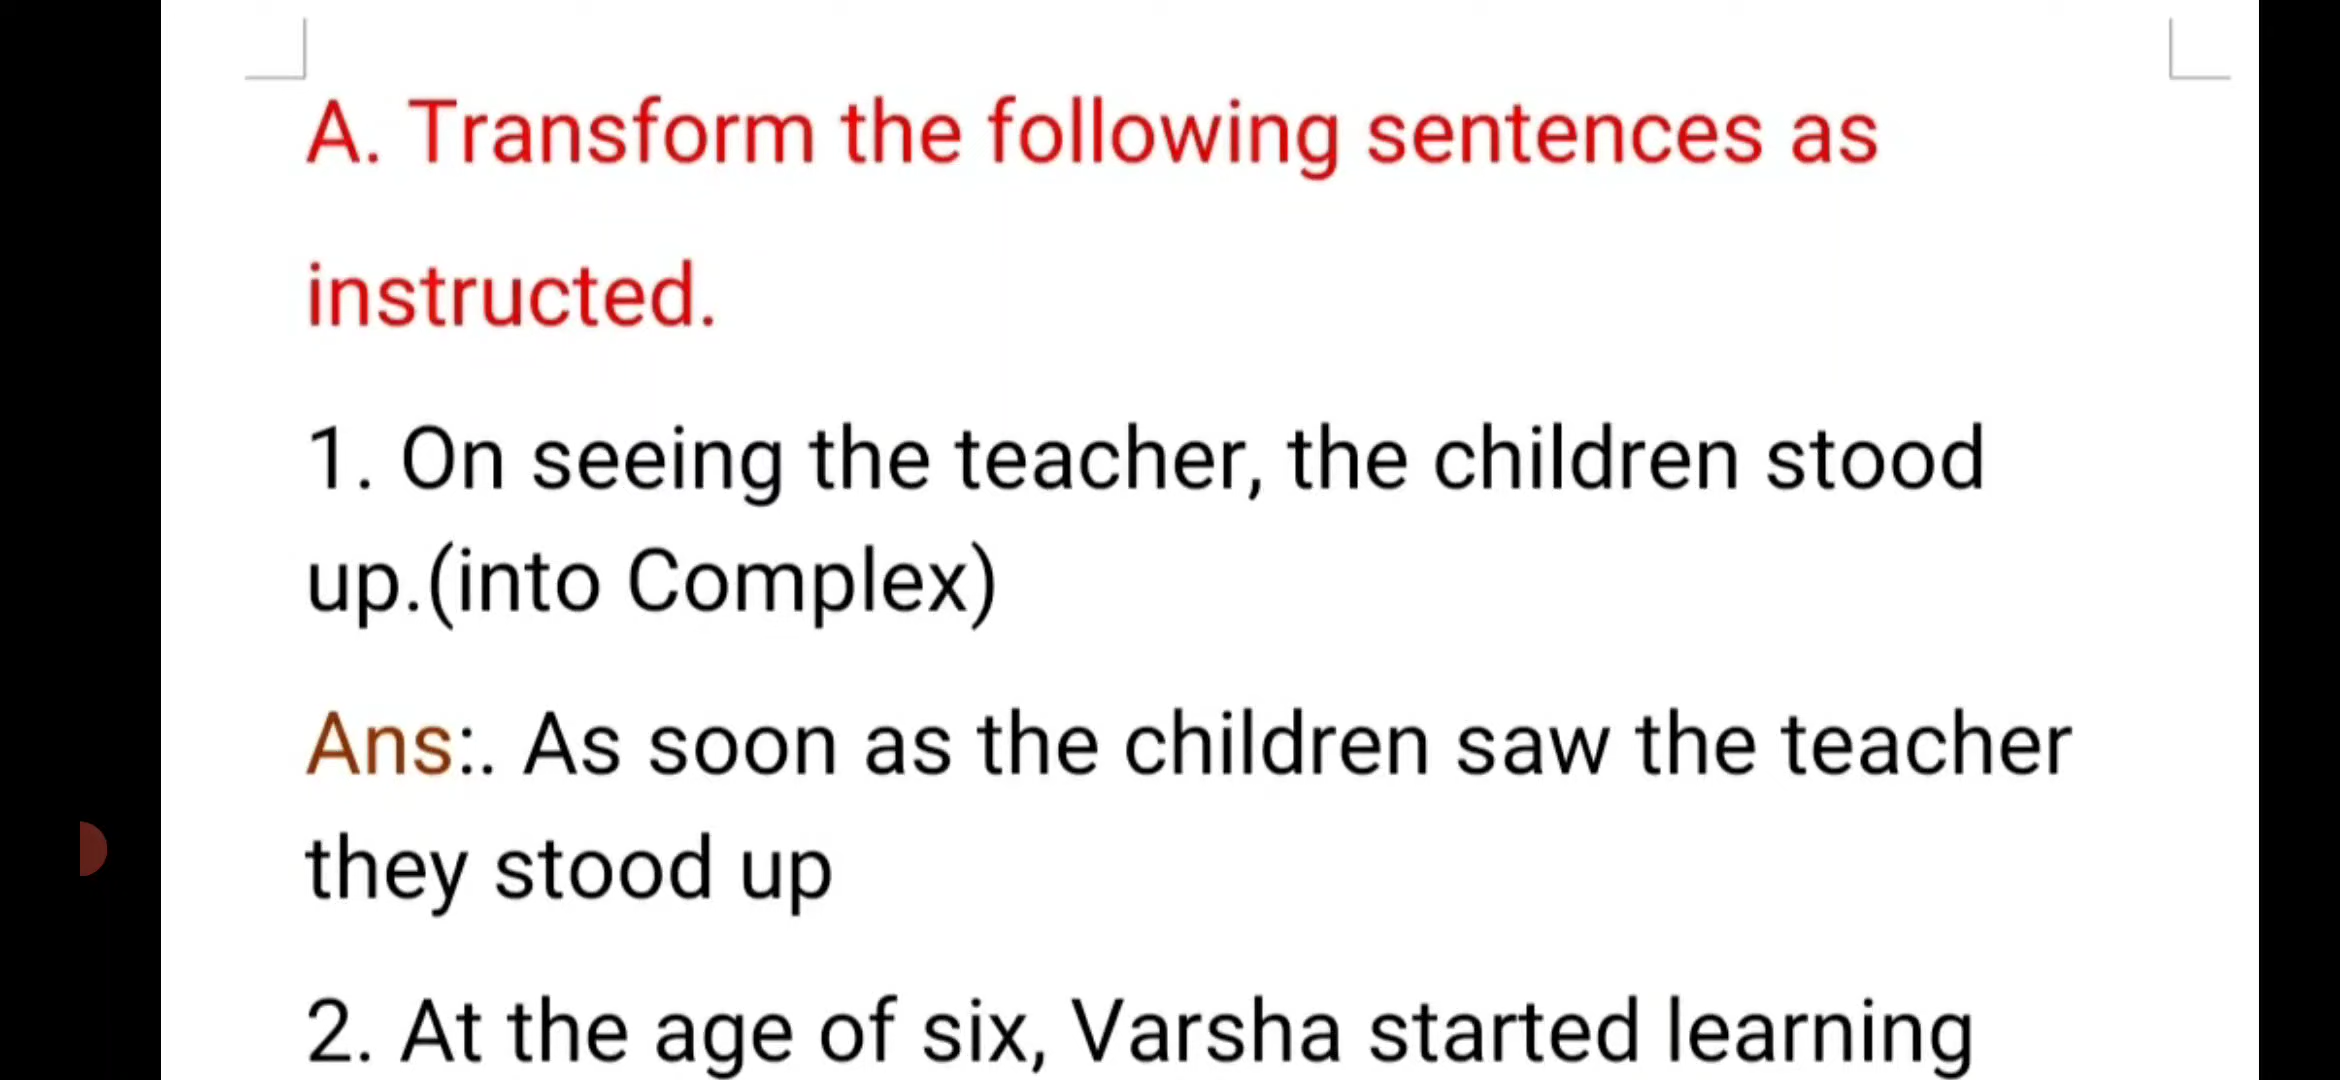 A. Transform the following sentences as
instructed.
1. On seeing the teacher, the children stood
up.(into Complex)
Ans:. As soon as the children saw the teacher
they stood up
2. At the age of six, Varsha started learning